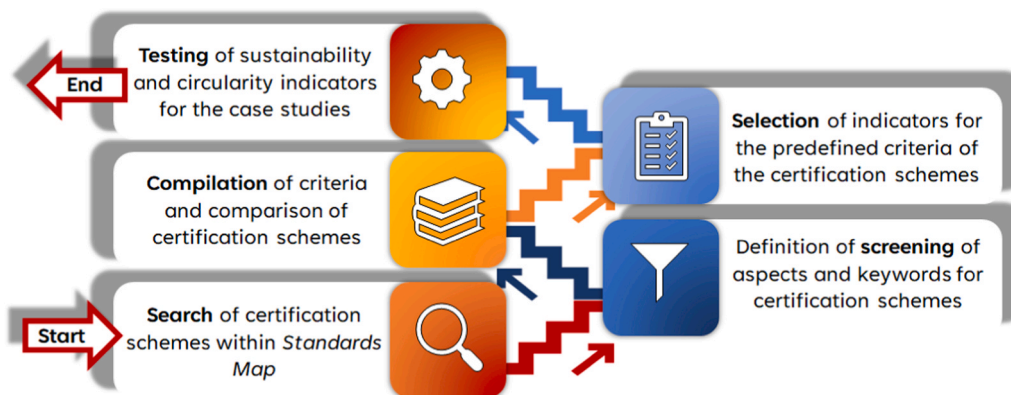 Testing of sustainability
and circularity indicators
for the case studies
End
Selection of indicators for
the predefined criteria of
the certification schemes
Compilation of criteria
and comparison of
certification schemes
Definition of screening of
aspects and keywords for
certification schemes
Start
Search of certification
schemes within Standards
Map